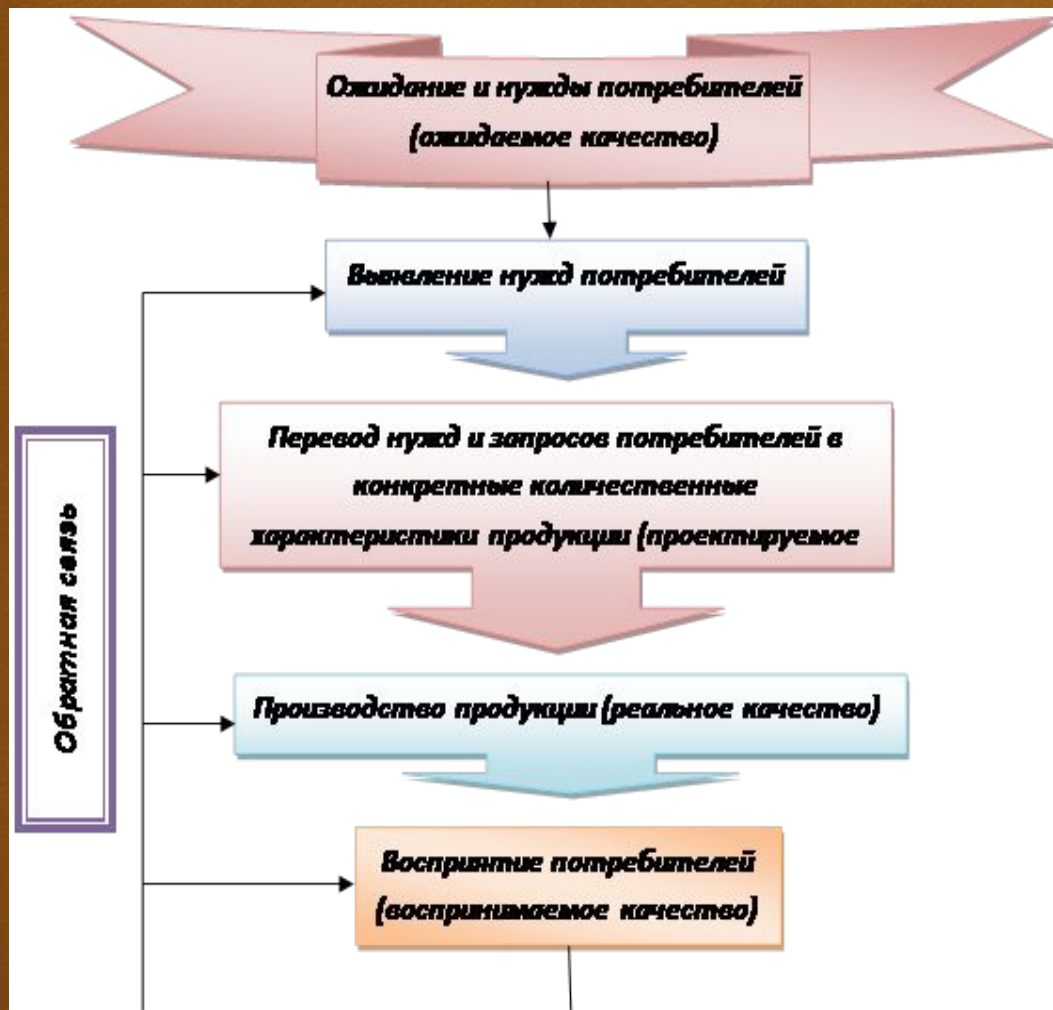 Ожидание и нужды потребителей
(ожидаемое качество)
Выявление нужд потребителей
Перевод нужд и запросов потребителей в
конкретные количественные
характеристики продукции (проектируемое
Обратная связь
Производство продукции (реальное качество)
Восприятие потребителей
(воспринимаемое качество)